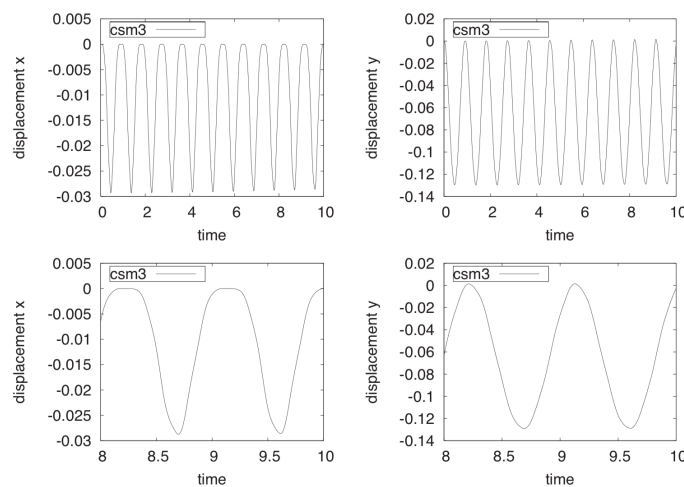 0.005
0
-0.005
-0.01
-0.015
-0.02
-0.025
-0.03
displacement x
csm3
0 2 4 6 8 10
time
0.02
0
-0.02
-0.04
-0.06
-0.08
-0.1
-0.12
-0.14
displacement y
csm3
0 2 4 6 8 10
time
0.005
0
-0.005
-0.01
-0.015
-0.02
-0.025
-0.03
displacement x
csm3
8 8.5 9 9.5 10
time
0.02
0
-0.02
-0.04
-0.06
-0.08
-0.1
-0.12
-0.14
displacement y
csm3
8 8.5 9 9.5 10
time